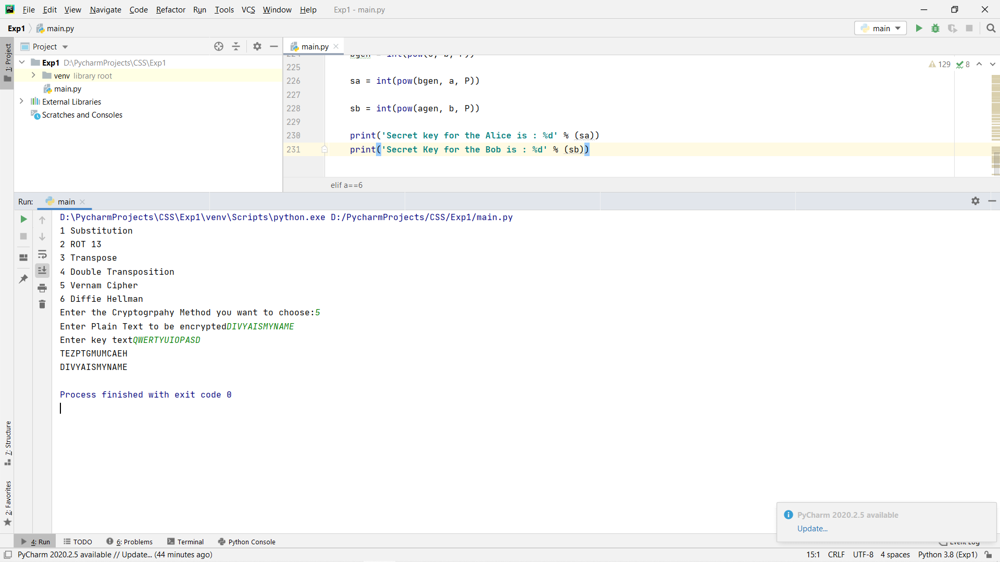 File Edit View Navigate Code Refactor Run Tools VCS Window Help Exp1 - main.py
Exp1 main.py main
1: Project
Project
main.py
Exp1 D:\PycharmProjects\CSS\Exp1
venv library root
main.py
External Libraries
Scratches and Consoles
129 8
225
226 sa = int(pow(bgen, a, P))
227
228 sb = int(pow(agen, b, P))
229
230 print('Secret key for the Alice is : %d' % (sa))
231 print('Secret Key for the Bob is : %d' % (sb))
elif a==6
Run: main
D:\PycharmProjects\CSS\Exp1\venv\Scripts\python.exe D:/PycharmProjects/CSS/Exp1/main.py
1 Substitution
2 ROT 13
3 Transpose
4 Double Transposition
5 Vernam Cipher
6 Diffie Hellman
Enter the Cryptogrpahy Method you want to choose:5
Enter Plain Text to be encryptedDIVYAISMYNAME
Enter key textQWERTYUIOPASD
TEZPTGMUMCAEH
DIVYAISMYNAME
Process finished with exit code 0
7: Structure
2: Favorites
PyCharm 2020.2.5 available
Update...
4: Run TODO 6: Problems Terminal Python Console Event Log
PyCharm 2020.2.5 available // Update... (44 minutes ago) 15:1 CRLF UTF-8 4 spaces Python 3.8 (Exp1)